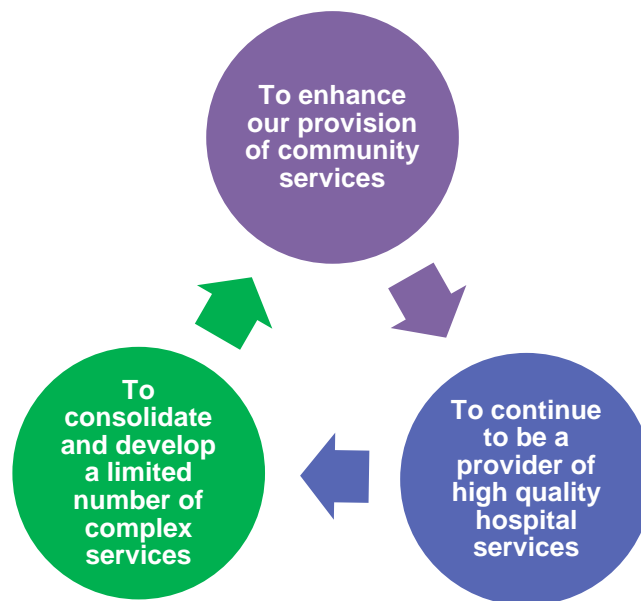 To enhance
our provision
of community
services
To continue
to be a
provider of
high quality
hospital
services
To
consolidate
and develop
a limited
number of
complex
services